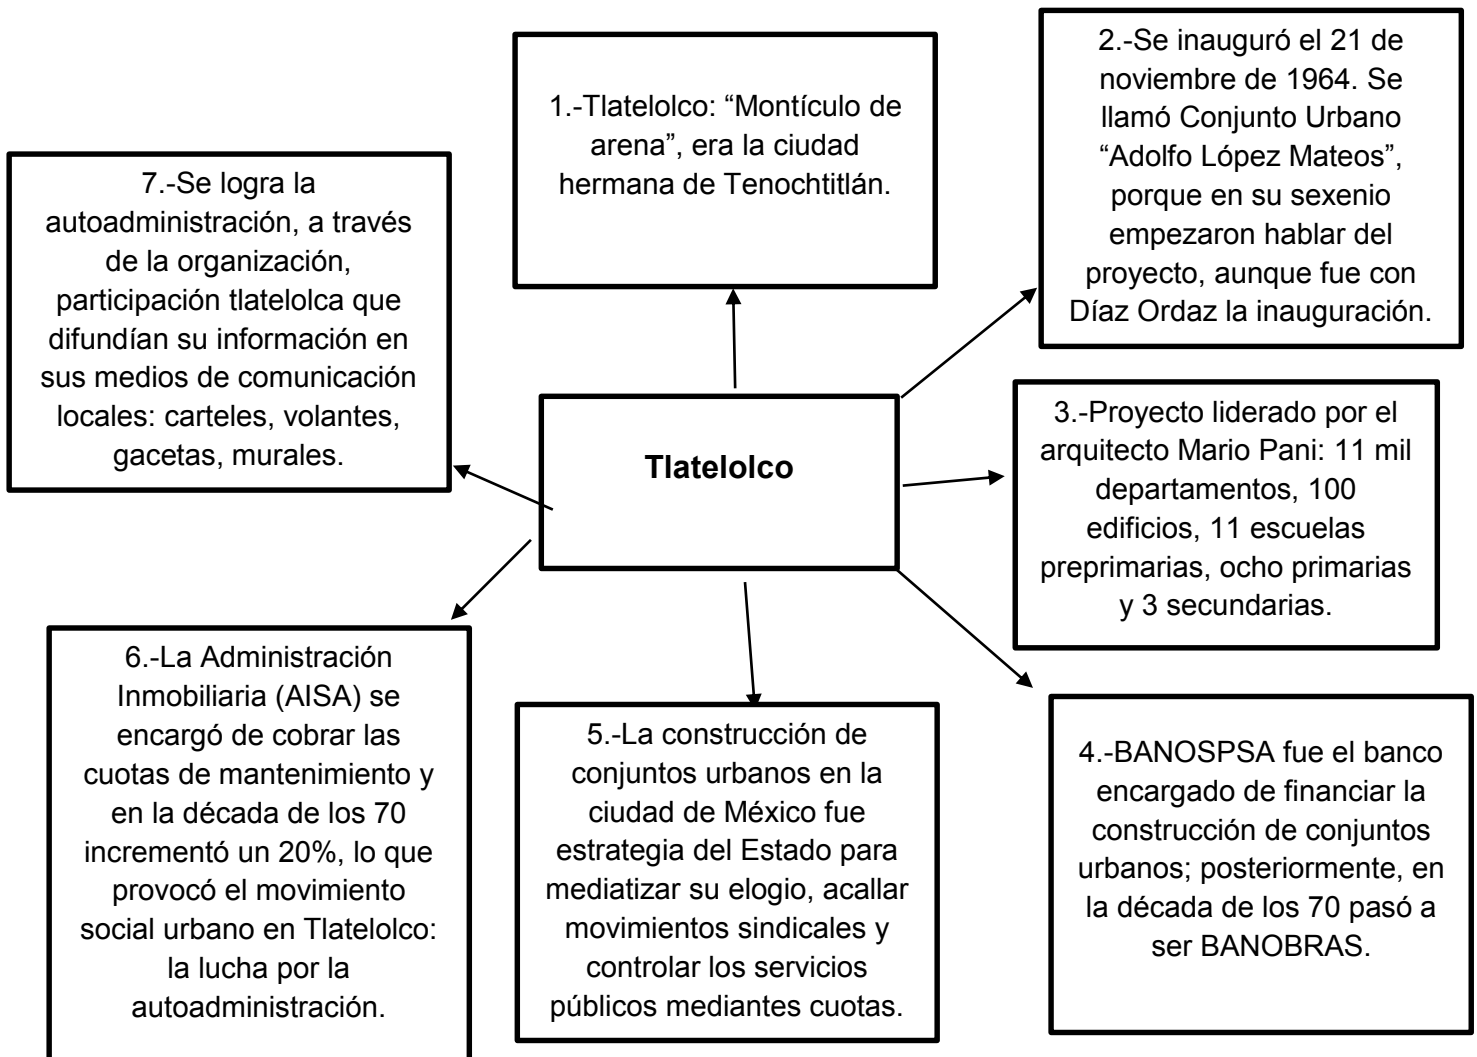 1.-Tlatelolco: “Montículo de
arena”, era la ciudad
hermana de Tenochtitlán.
2.-Se inauguró el 21 de
noviembre de 1964. Se
llamó Conjunto Urbano
“Adolfo López Mateos”,
porque en su sexenio
empezaron hablar del
proyecto, aunque fue con
Díaz Ordaz la inauguración.
7.-Se logra la
autoadministración, a través
de la organización,
participación tlatelolca que
difundían su información en
sus medios de comunicación
locales: carteles, volantes,
gacetas, murales.
Tlatelolco
3.-Proyecto liderado por el
arquitecto Mario Pani: 11 mil
departamentos, 100
edificios, 11 escuelas
preprimarias, ocho primarias
y 3 secundarias.
6.-La Administración
Inmobiliaria (AISA) se
encargó de cobrar las
cuotas de mantenimiento y
en la década de los 70
incrementó un 20%, lo que
provocó el movimiento
social urbano en Tlatelolco:
la lucha por la
autoadministración.
5.-La construcción de
conjuntos urbanos en la
ciudad de México fue
estrategia del Estado para
mediatizar su elogio, acallar
movimientos sindicales y
controlar los servicios
públicos mediantes cuotas.
4.-BANOSPSA fue el banco
encargado de financiar la
construcción de conjuntos
urbanos; posteriormente, en
la década de los 70 pasó a
ser BANOBRAS.